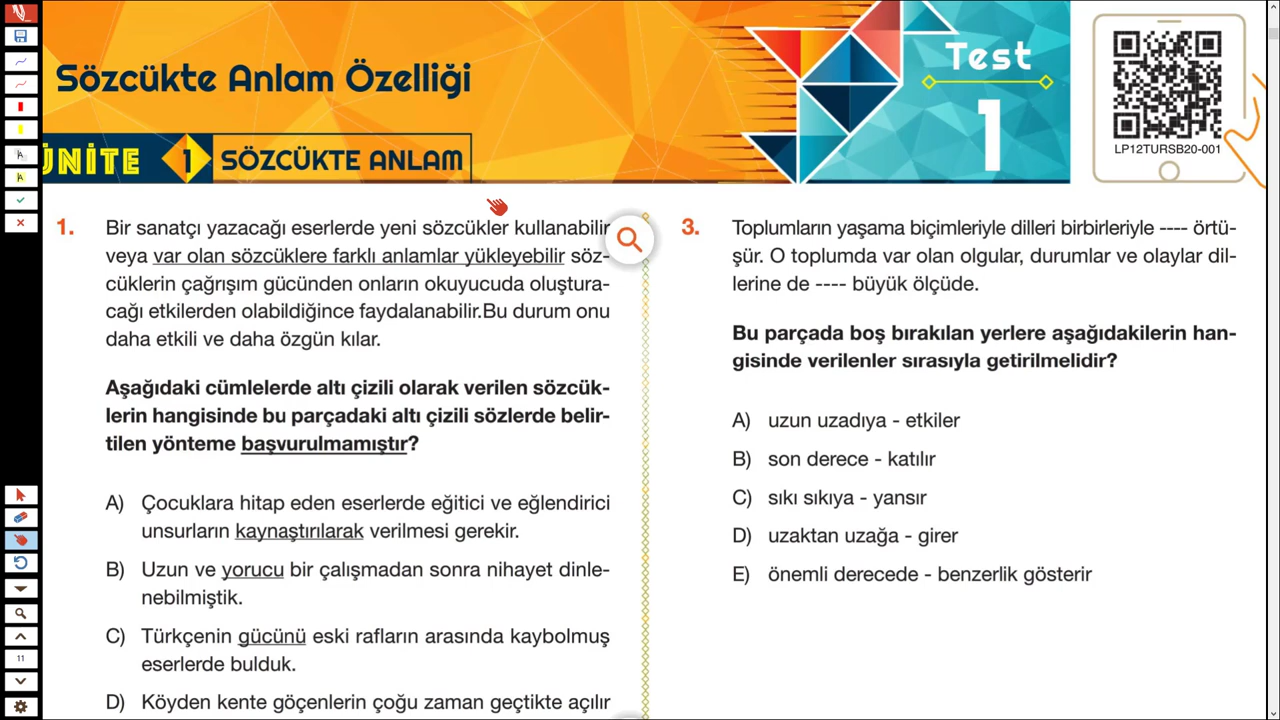 Sözcükte Anlam Özelliği
Test
1
ÜNİTE 1 SÖZCÜKTE ANLAM
LP12TURSB20-001
1. Bir sanatçı yazacağı eserlerde yeni sözcükler kullanabilir
veya var olan sözcüklere farklı anlamlar yükleyebilir söz-
cüklerin çağrışım gücünden onların okuyucuda oluştura-
cağı etkilerden olabildiğince faydalanabilir.Bu durum onu
daha etkili ve daha özgün kılar.
Aşağıdaki cümlelerde altı çizili olarak verilen sözcük-
lerin hangisinde bu parçadaki altı çizili sözlerde belir-
tilen yönteme başvurulmamıştır?
A) Çocuklara hitap eden eserlerde eğitici ve eğlendirici
unsurların kaynaştırılarak verilmesi gerekir.
B) Uzun ve yorucu bir çalışmadan sonra nihayet dinle-
nebilmiştik.
C) Türkçenin gücünü eski rafların arasında kaybolmuş
eserlerde bulduk.
D) Köyden kente göçenlerin çoğu zaman geçtikte açılır
3. Toplumların yaşama biçimleriyle dilleri birbirleriyle ---- örtü-
şür. O toplumda var olan olgular, durumlar ve olaylar dil-
lerine de ---- büyük ölçüde.
Bu parçada boş bırakılan yerlere aşağıdakilerin han-
gisinde verilenler sırasıyla getirilmelidir?
A) uzun uzadıya - etkiler
B) son derece - katılır
C) sıkı sıkıya - yansır
D) uzaktan uzağa - girer
E) önemli derecede - benzerlik gösterir
A
A
11